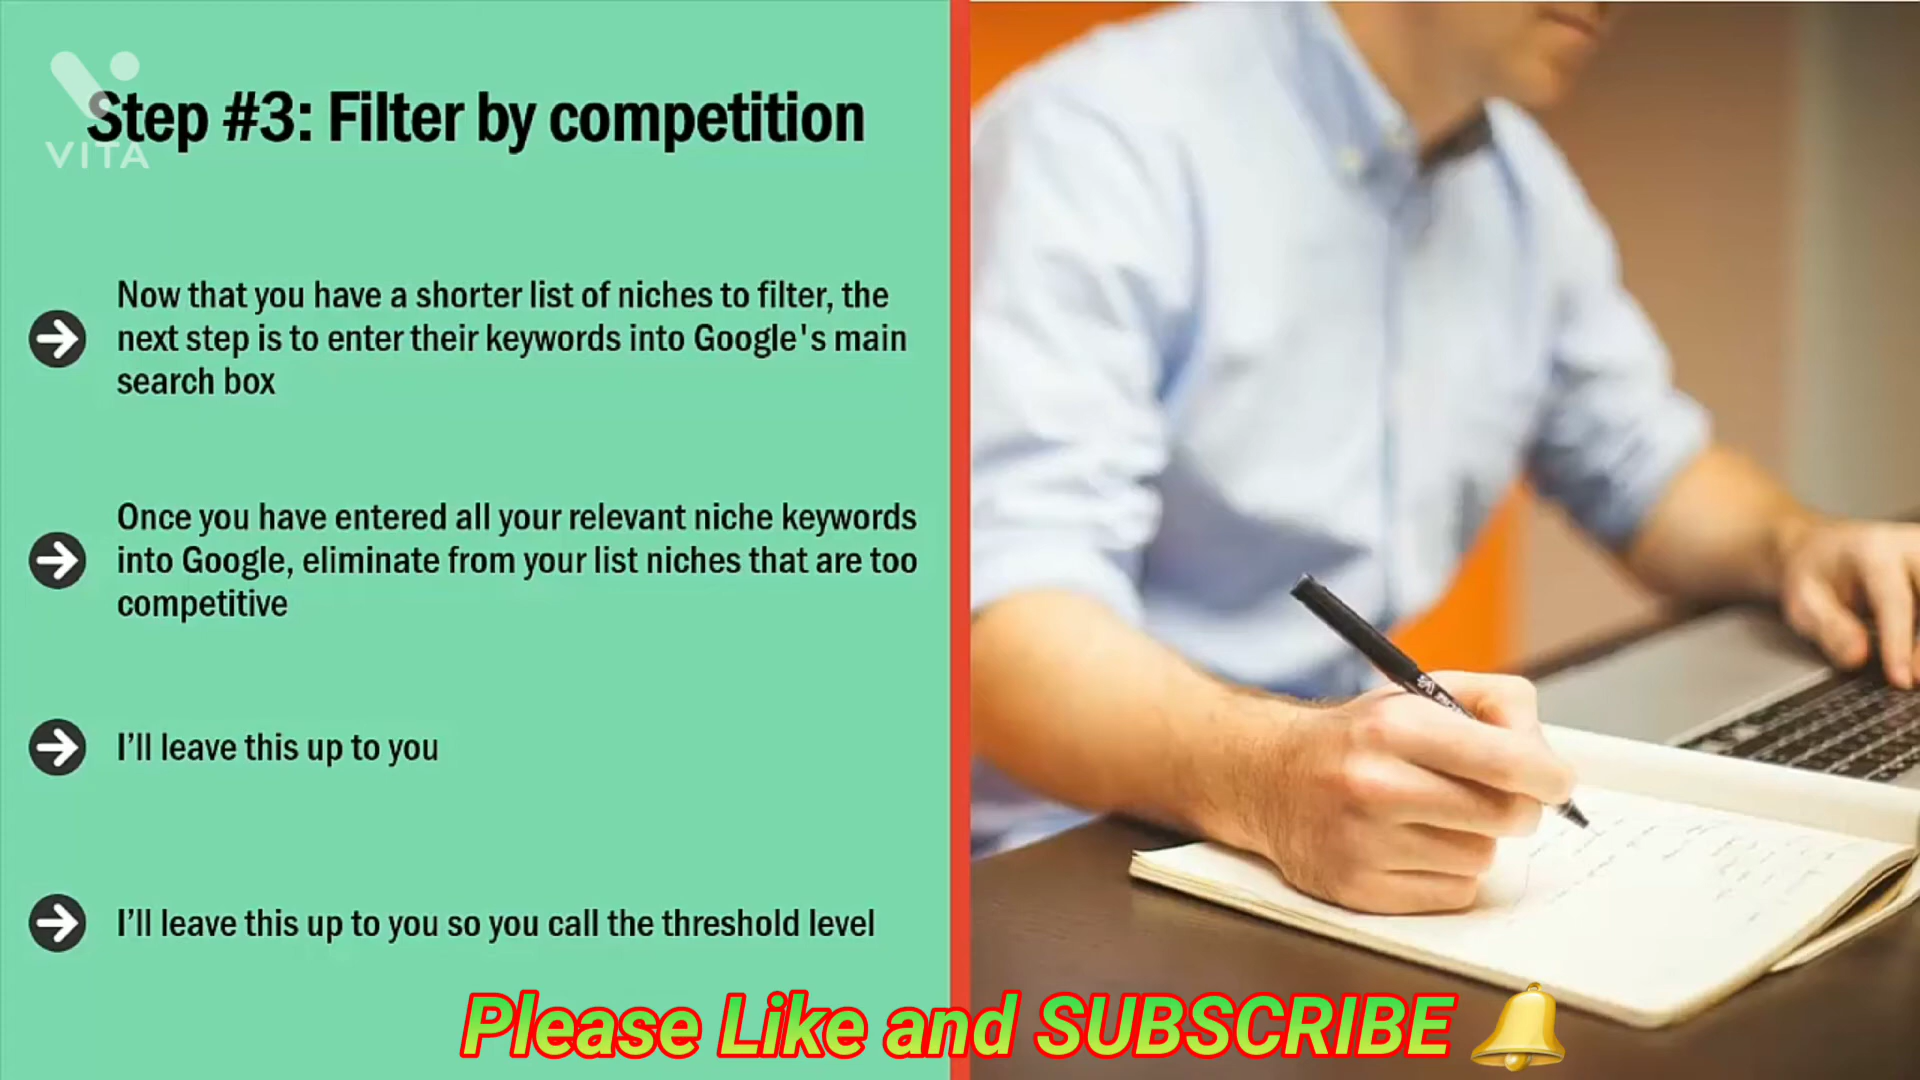 VITA
Step #3: Filter by competition
Now that you have a shorter list of niches to filter, the
next step is to enter their keywords into Google's main
search box
Once you have entered all your relevant niche keywords
into Google, eliminate from your list niches that are too
competitive
I’ll leave this up to you
I’ll leave this up to you so you call the threshold level
Please Like and SUBSCRIBE